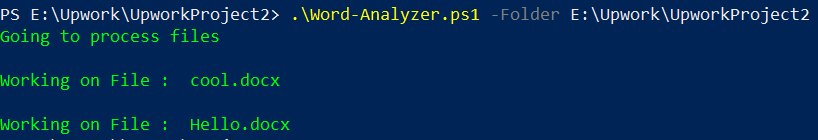 PS E:\Upwork\UpworkProject2> .\Word-Analyzer.ps1 -Folder E:\Upwork\UpworkProject2
Going to process files
Working on File :  cool.docx
Working on File :  Hello.docx